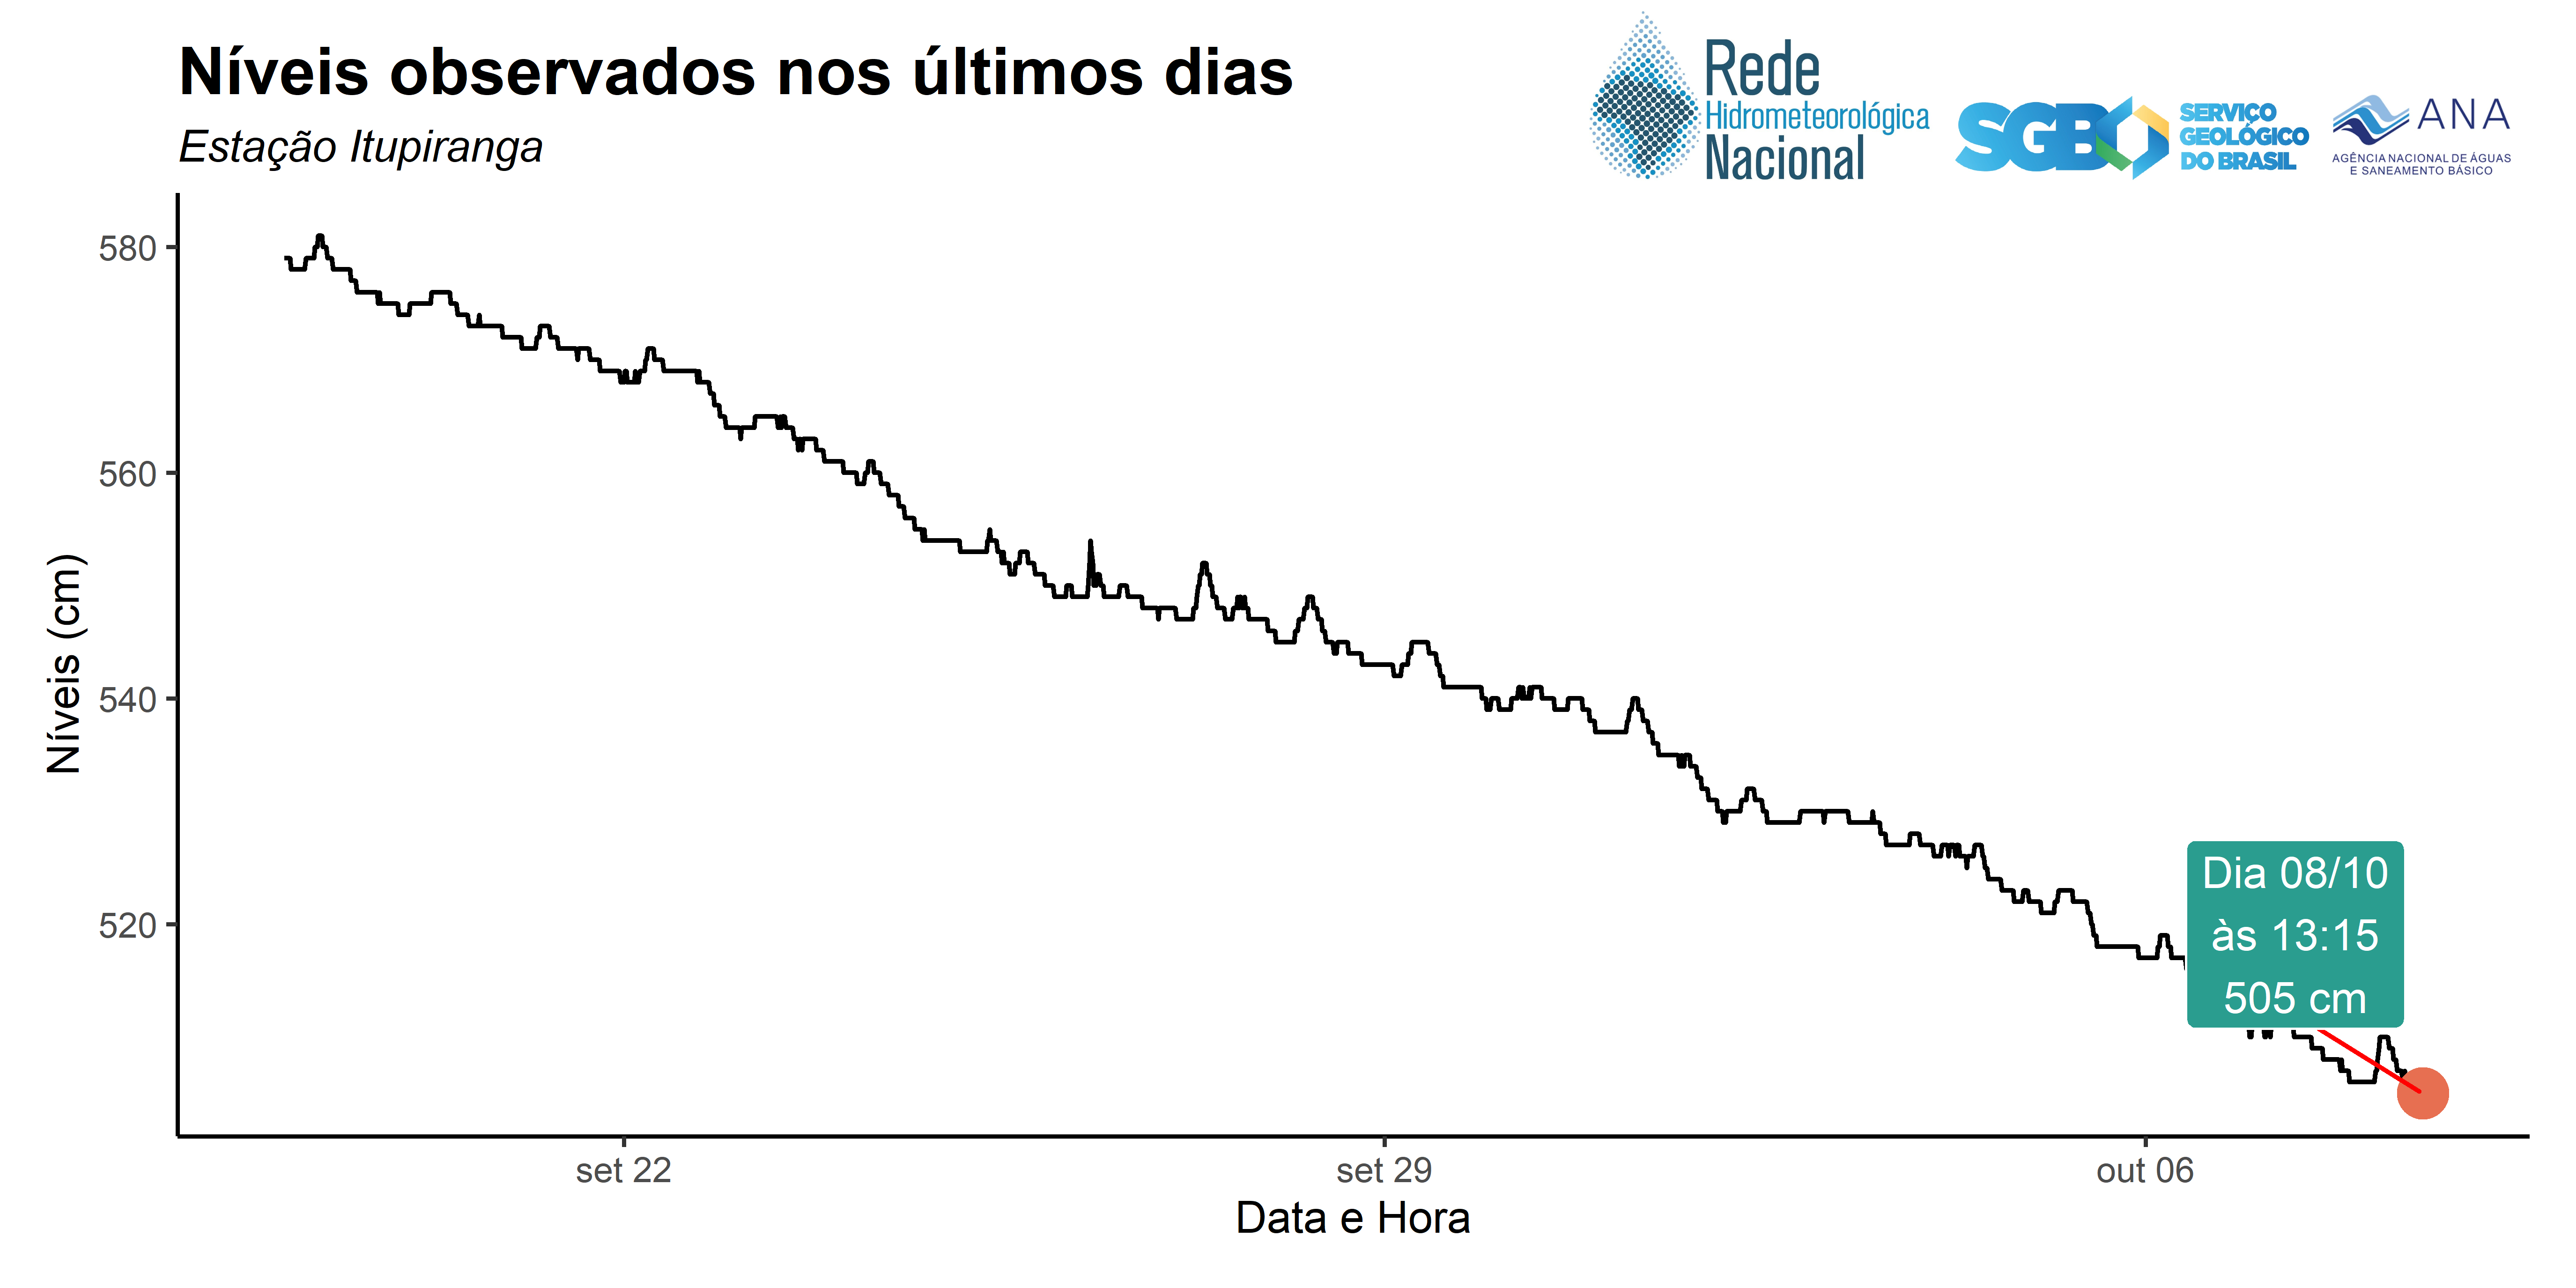 Níveis observados nos últimos dias
Estação Itupiranga
Rede
Hidrometeorológica
Nacional
SGB
SERVIÇO
GEOLÓGICO
DO BRASIL
ANA
AGÊNCIA NACIONAL DE ÁGUAS
E SANEAMENTO BÁSICO
580
560
540
520
Níveis (cm)
Dia 08/10
às 13:15
505 cm
set 22
set 29
out 06
Data e Hora